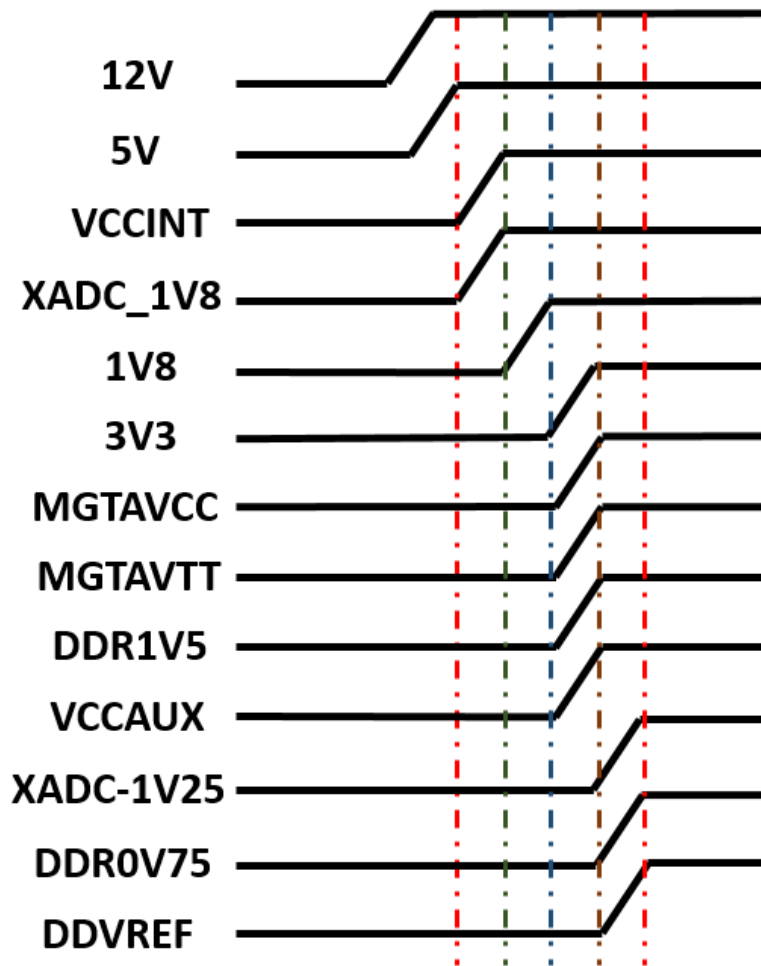 12V
5V
VCCINT
XADC_1V8
1V8
3V3
MGTAVCC
MGTAVTT
DDR1V5
VCCAUX
XADC-1V25
DDR0V75
DDVREF